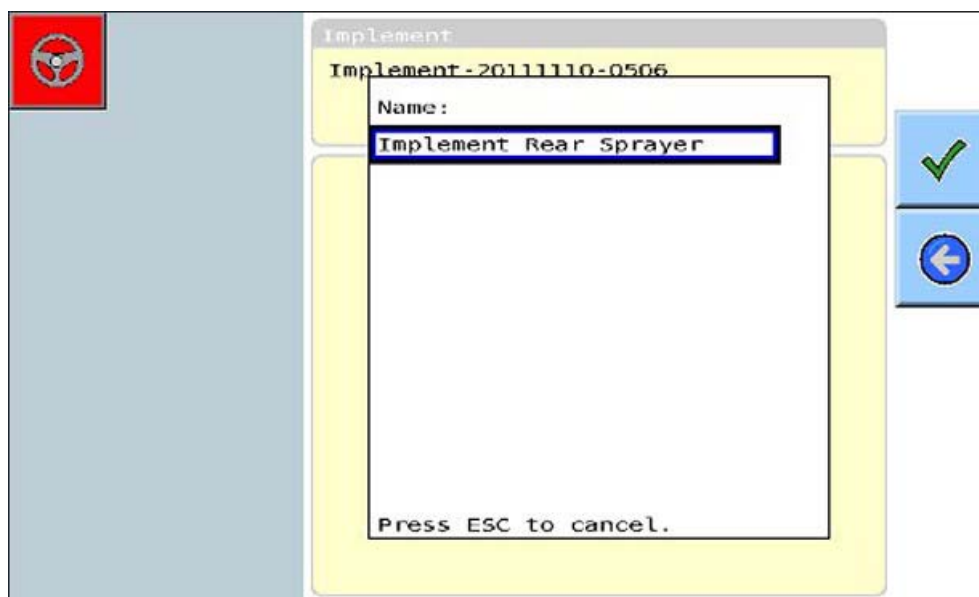 Implement
Implement-20111110-0506
Name:
Implement Rear Sprayer
Press ESC to cancel.